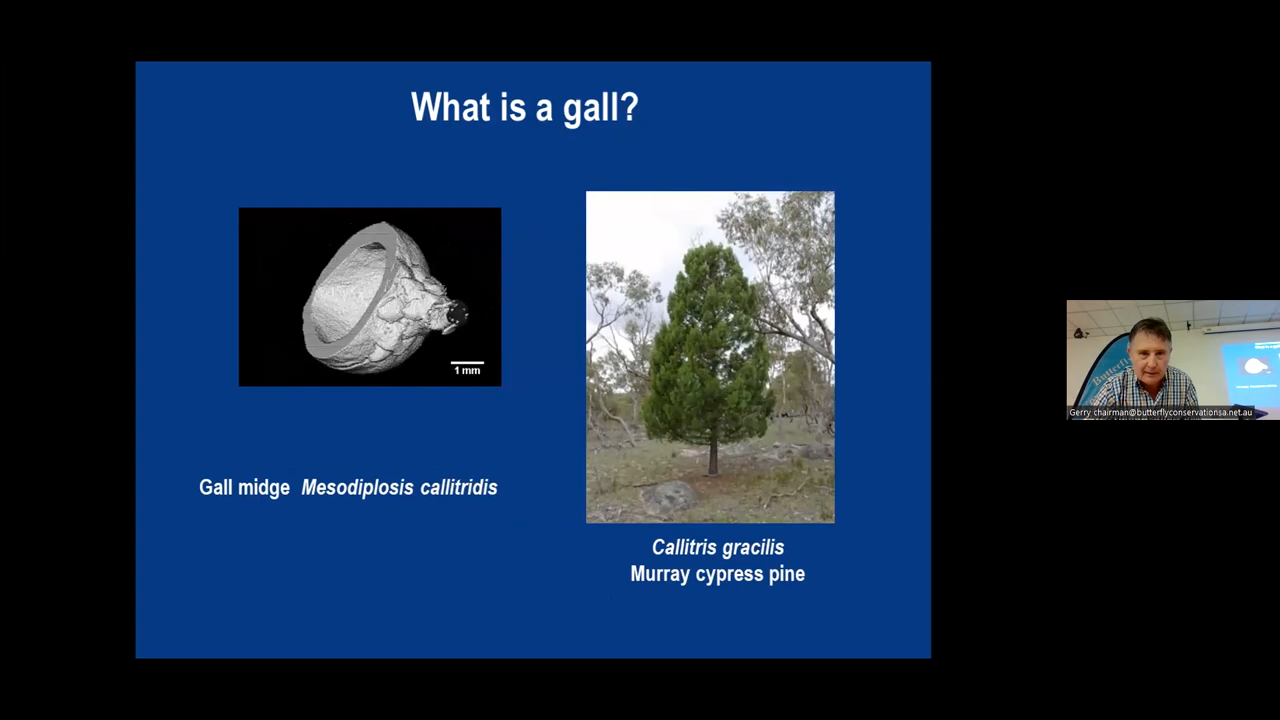 What is a gall?
1 mm
Gall midge Mesodiplosis callitridis
Callitris gracilis
Murray cypress pine
Butterfly
Gerry chairman@butterflyconservationsa.net.au